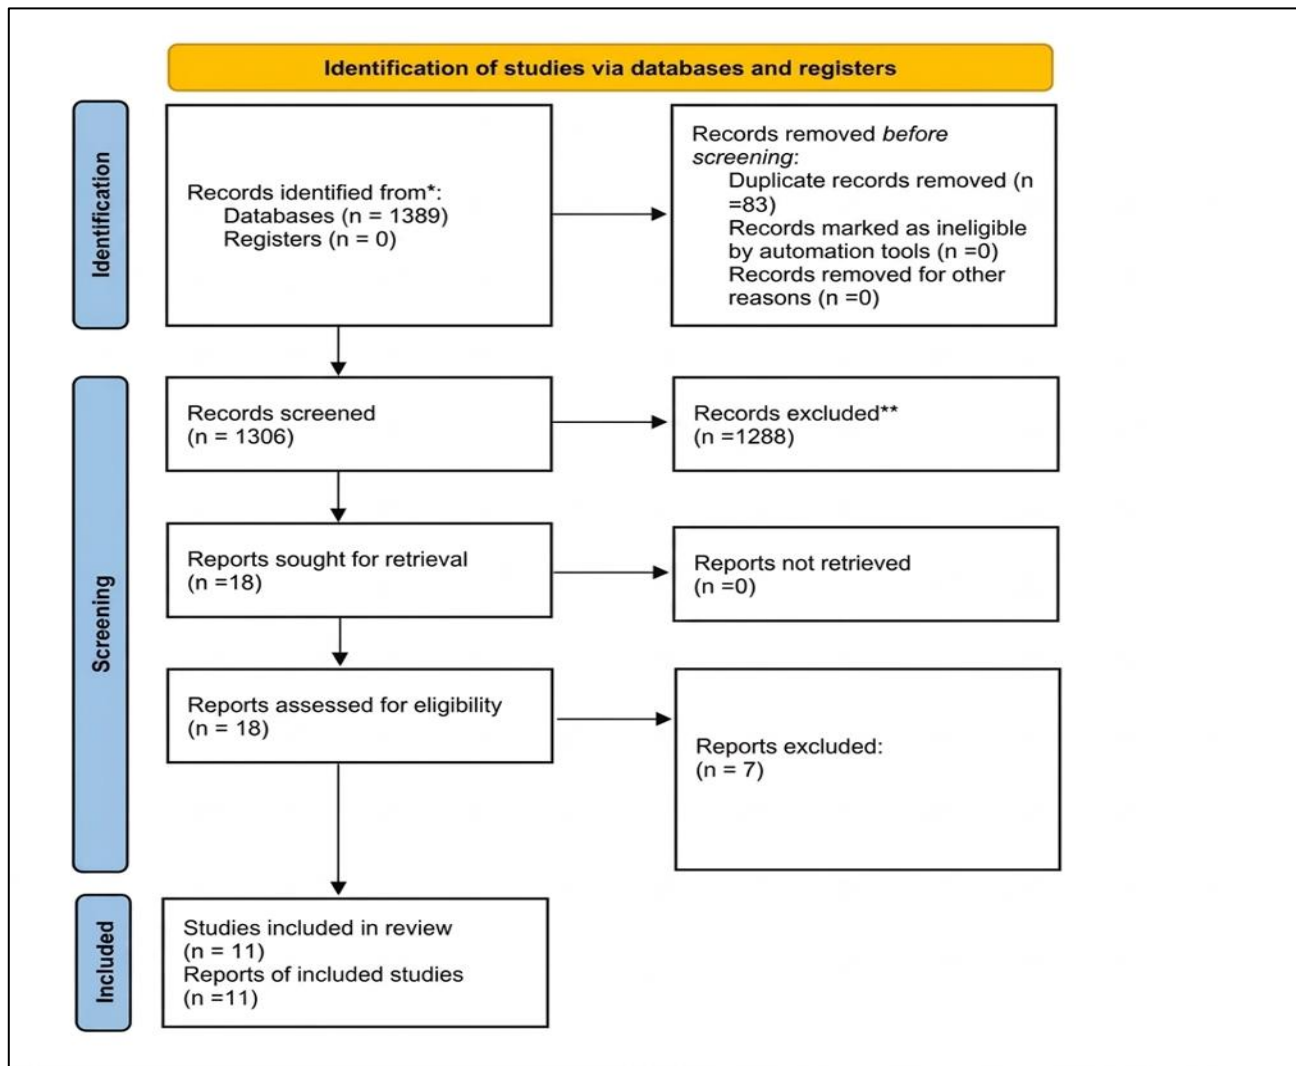 Identification of studies via databases and registers
Identification
Records identified from*:
Databases (n = 1389)
Registers (n = 0)
Records removed before
screening:
Duplicate records removed (n
=83)
Records marked as ineligible
by automation tools (n =0)
Records removed for other
reasons (n =0)
Screening
Records screened
(n = 1306)
Records excluded**
(n =1288)
Reports sought for retrieval
(n =18)
Reports not retrieved
(n =0)
Reports assessed for eligibility
(n = 18)
Reports excluded:
(n = 7)
Included
Studies included in review
(n = 11)
Reports of included studies
(n =11)